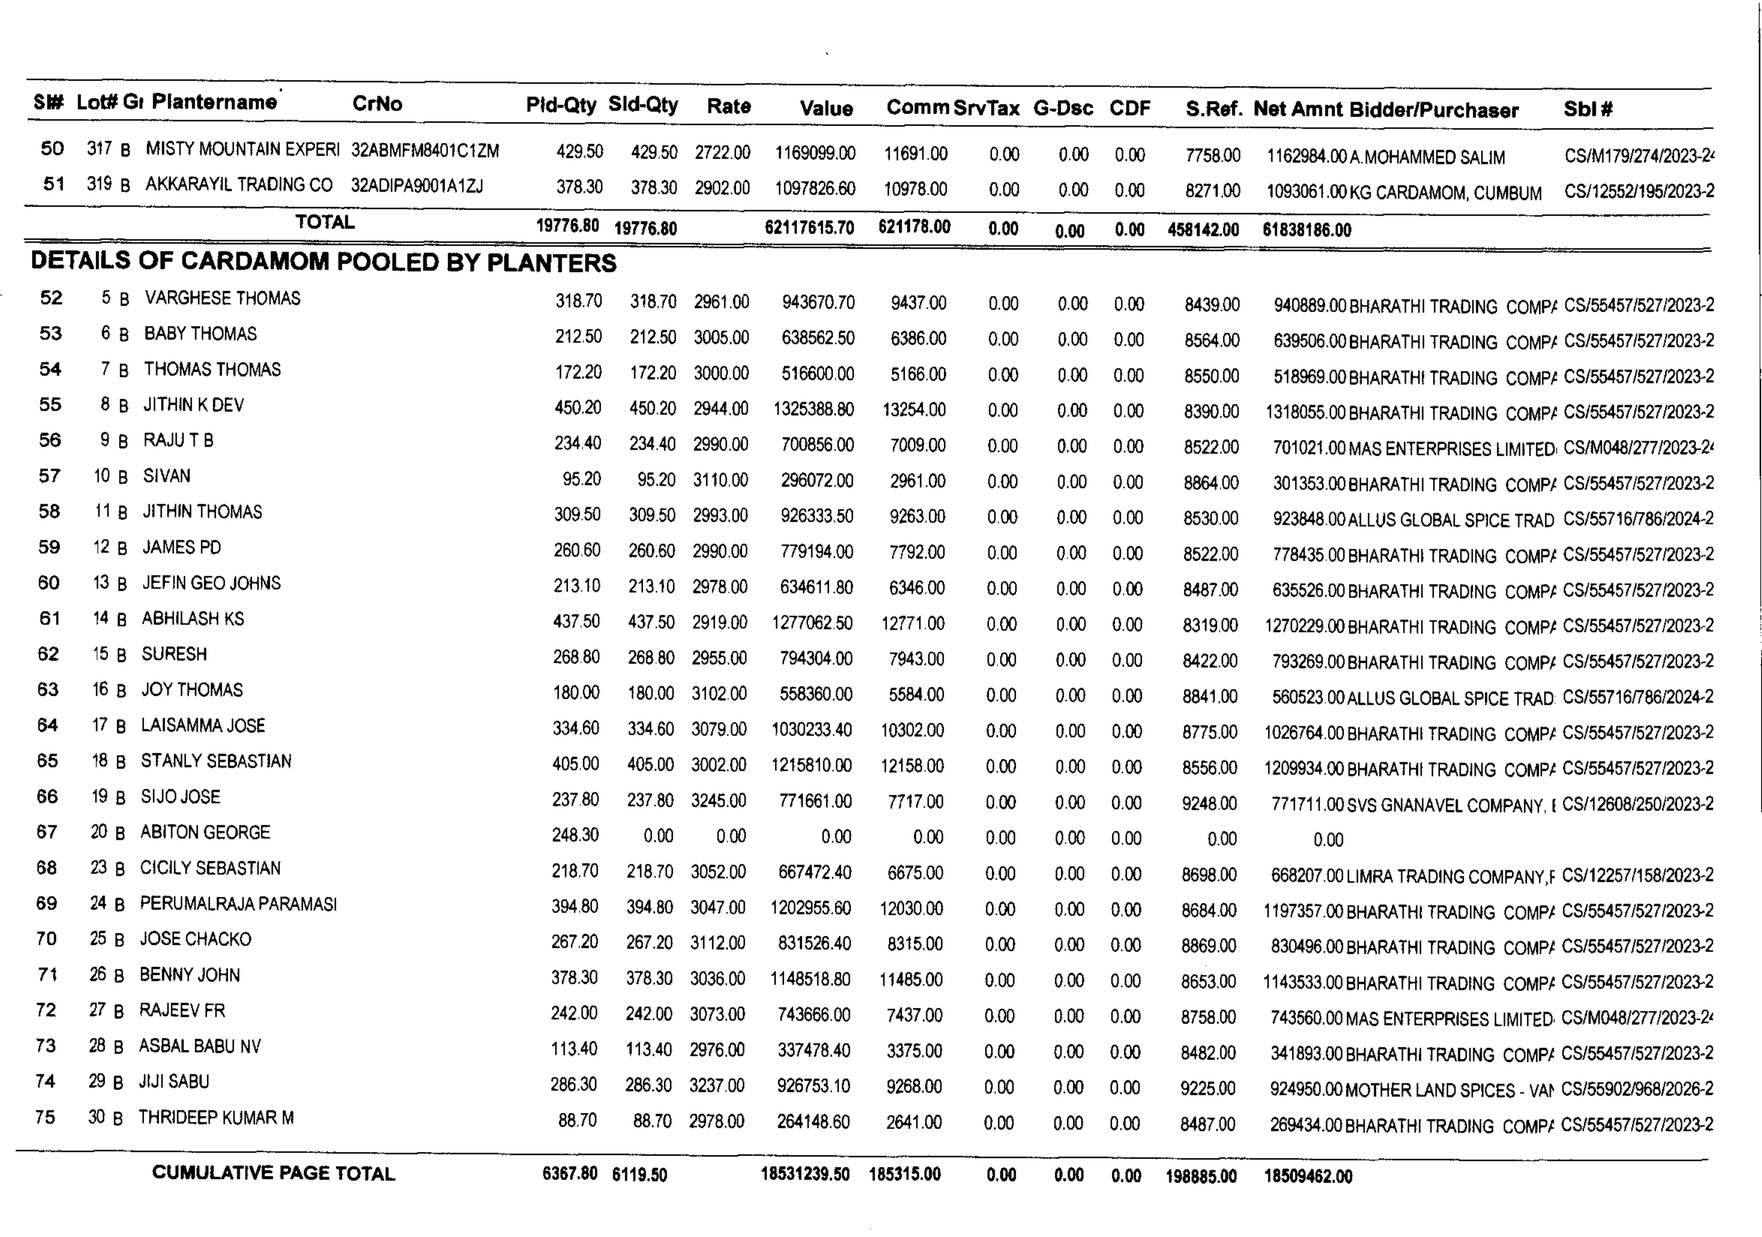 Sl# Lot# Gr Plantername CrNo Pld-Qty Sld-Qty Rate Value Comm SrvTax G-Dsc CDF S.Ref. Net Amnt Bidder/Purchaser Sbl #
50 317 B MISTY MOUNTAIN EXPERI 32ABMFM8401C1ZM 429.50 429.50 2722.00 1169099.00 11691.00 0.00 0.00 0.00 7758.00 1162984.00 A.MOHAMMED SALIM CS/M179/274/2023-24
51 319 B AKKARAYIL TRADING CO 32ADIPA9001A1ZJ 378.30 378.30 2902.00 1097826.60 10978.00 0.00 0.00 0.00 8271.00 1093061.00 KG CARDAMOM, CUMBUM CS/12552/195/2023-2
TOTAL 19776.80 19776.80 62117615.70 621178.00 0.00 0.00 0.00 458142.00 61838186.00
DETAILS OF CARDAMOM POOLED BY PLANTERS
52 5 B VARGHESE THOMAS 318.70 318.70 2961.00 943670.70 9437.00 0.00 0.00 0.00 8439.00 940889.00 BHARATHI TRADING COMPA CS/55457/527/2023-2
53 6 B BABY THOMAS 212.50 212.50 3005.00 638562.50 6386.00 0.00 0.00 0.00 8564.00 639506.00 BHARATHI TRADING COMPA CS/55457/527/2023-2
54 7 B THOMAS THOMAS 172.20 172.20 3000.00 516600.00 5166.00 0.00 0.00 0.00 8550.00 518969.00 BHARATHI TRADING COMPA CS/55457/527/2023-2
55 8 B JITHIN K DEV 450.20 450.20 2944.00 1325388.80 13254.00 0.00 0.00 0.00 8390.00 1318055.00 BHARATHI TRADING COMPA CS/55457/527/2023-2
56 9 B RAJU T B 234.40 234.40 2990.00 700856.00 7009.00 0.00 0.00 0.00 8522.00 701021.00 MAS ENTERPRISES LIMITED CS/M048/277/2023-24
57 10 B SIVAN 95.20 95.20 3110.00 296072.00 2961.00 0.00 0.00 0.00 8864.00 301353.00 BHARATHI TRADING COMPA CS/55457/527/2023-2
58 11 B JITHIN THOMAS 309.50 309.50 2993.00 926333.50 9263.00 0.00 0.00 0.00 8530.00 923848.00 ALLUS GLOBAL SPICE TRAD CS/55716/786/2024-2
59 12 B JAMES PD 260.60 260.60 2990.00 779194.00 7792.00 0.00 0.00 0.00 8522.00 778435.00 BHARATHI TRADING COMPA CS/55457/527/2023-2
60 13 B JEFIN GEO JOHNS 213.10 213.10 2978.00 634611.80 6346.00 0.00 0.00 0.00 8487.00 635526.00 BHARATHI TRADING COMPA CS/55457/527/2023-2
61 14 B ABHILASH KS 437.50 437.50 2919.00 1277062.50 12771.00 0.00 0.00 0.00 8319.00 1270229.00 BHARATHI TRADING COMPA CS/55457/527/2023-2
62 15 B SURESH 268.80 268.80 2955.00 794304.00 7943.00 0.00 0.00 0.00 8422.00 793269.00 BHARATHI TRADING COMPA CS/55457/527/2023-2
63 16 B JOY THOMAS 180.00 180.00 3102.00 558360.00 5584.00 0.00 0.00 0.00 8841.00 560523.00 ALLUS GLOBAL SPICE TRAD CS/55716/786/2024-2
64 17 B LAISAMMA JOSE 334.60 334.60 3079.00 1030233.40 10302.00 0.00 0.00 0.00 8775.00 1026764.00 BHARATHI TRADING COMPA CS/55457/527/2023-2
65 18 B STANLY SEBASTIAN 405.00 405.00 3002.00 1215810.00 12158.00 0.00 0.00 0.00 8556.00 1209934.00 BHARATHI TRADING COMPA CS/55457/527/2023-2
66 19 B SIJO JOSE 237.80 237.80 3245.00 771661.00 7717.00 0.00 0.00 0.00 9248.00 771711.00 SVS GNANAVEL COMPANY, CS/12608/250/2023-2
67 20 B ABITON GEORGE 248.30 0.00 0.00 0.00 0.00 0.00 0.00 0.00 0.00 0.00
68 23 B CICILY SEBASTIAN 218.70 218.70 3052.00 667472.40 6675.00 0.00 0.00 0.00 8698.00 668207.00 LIMRA TRADING COMPANY, CS/12257/158/2023-2
69 24 B PERUMALRAJA PARAMASI 394.80 394.80 3047.00 1202955.60 12030.00 0.00 0.00 0.00 8684.00 1197357.00 BHARATHI TRADING COMPA CS/55457/527/2023-2
70 25 B JOSE CHACKO 267.20 267.20 3112.00 831526.40 8315.00 0.00 0.00 0.00 8869.00 830496.00 BHARATHI TRADING COMPA CS/55457/527/2023-2
71 26 B BENNY JOHN 378.30 378.30 3036.00 1148518.80 11485.00 0.00 0.00 0.00 8653.00 1143533.00 BHARATHI TRADING COMPA CS/55457/527/2023-2
72 27 B RAJEEV FR 242.00 242.00 3073.00 743666.00 7437.00 0.00 0.00 0.00 8758.00 743560.00 MAS ENTERPRISES LIMITED CS/M048/277/2023-24
73 28 B ASBAL BABU NV 113.40 113.40 2976.00 337478.40 3375.00 0.00 0.00 0.00 8482.00 341893.00 BHARATHI TRADING COMPA CS/55457/527/2023-2
74 29 B JIJI SABU 286.30 286.30 3237.00 926753.10 9268.00 0.00 0.00 0.00 9225.00 924950.00 MOTHER LAND SPICES - VAN CS/55902/968/2026-2
75 30 B THRIDEEP KUMAR M 88.70 88.70 2978.00 264148.60 2641.00 0.00 0.00 0.00 8487.00 269434.00 BHARATHI TRADING COMPA CS/55457/527/2023-2
CUMULATIVE PAGE TOTAL 6367.80 6119.50 18531239.50 185315.00 0.00 0.00 0.00 198885.00 18509462.00